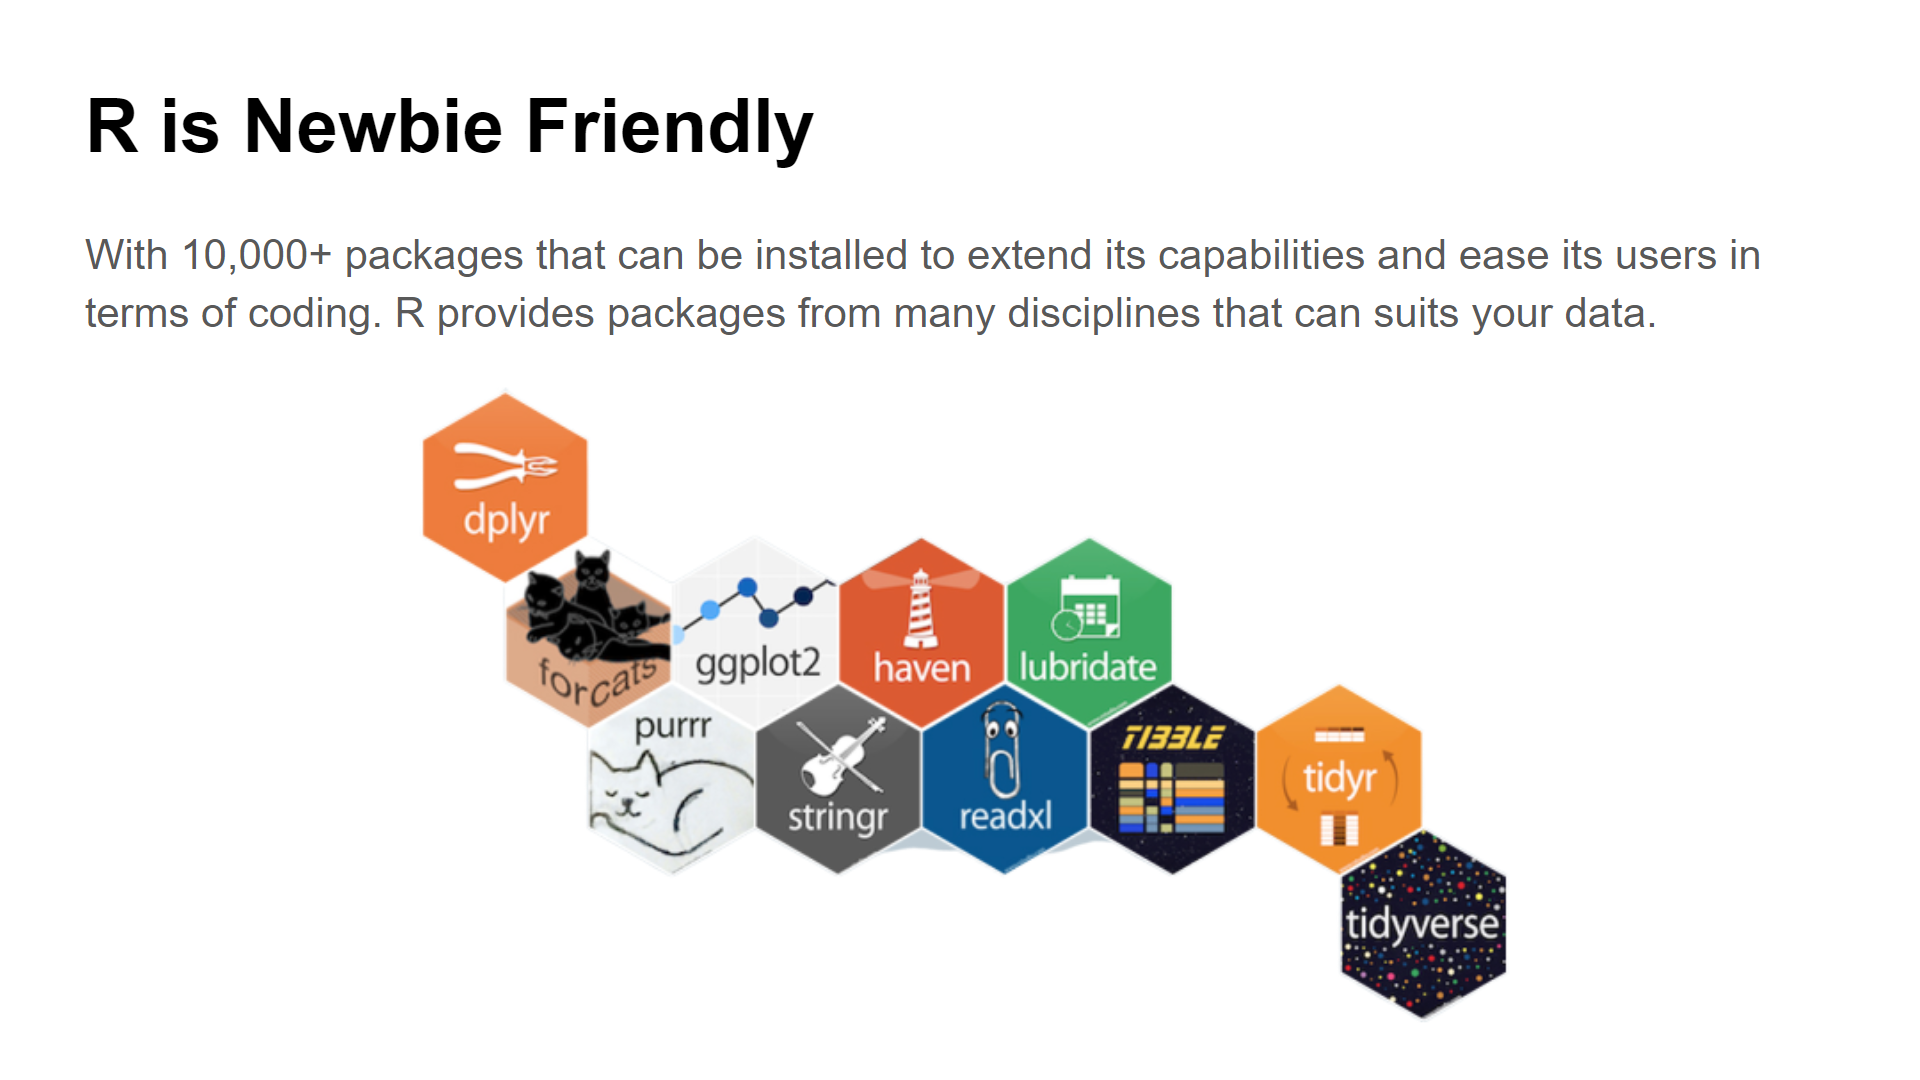 R is Newbie Friendly
With 10,000+ packages that can be installed to extend its capabilities and ease its users in
terms of coding. R provides packages from many disciplines that can suits your data.
dplyr
forcats
ggplot2
haven
lubridate
purrr
stringr
readxl
TIBBLE
tidyr
tidyverse